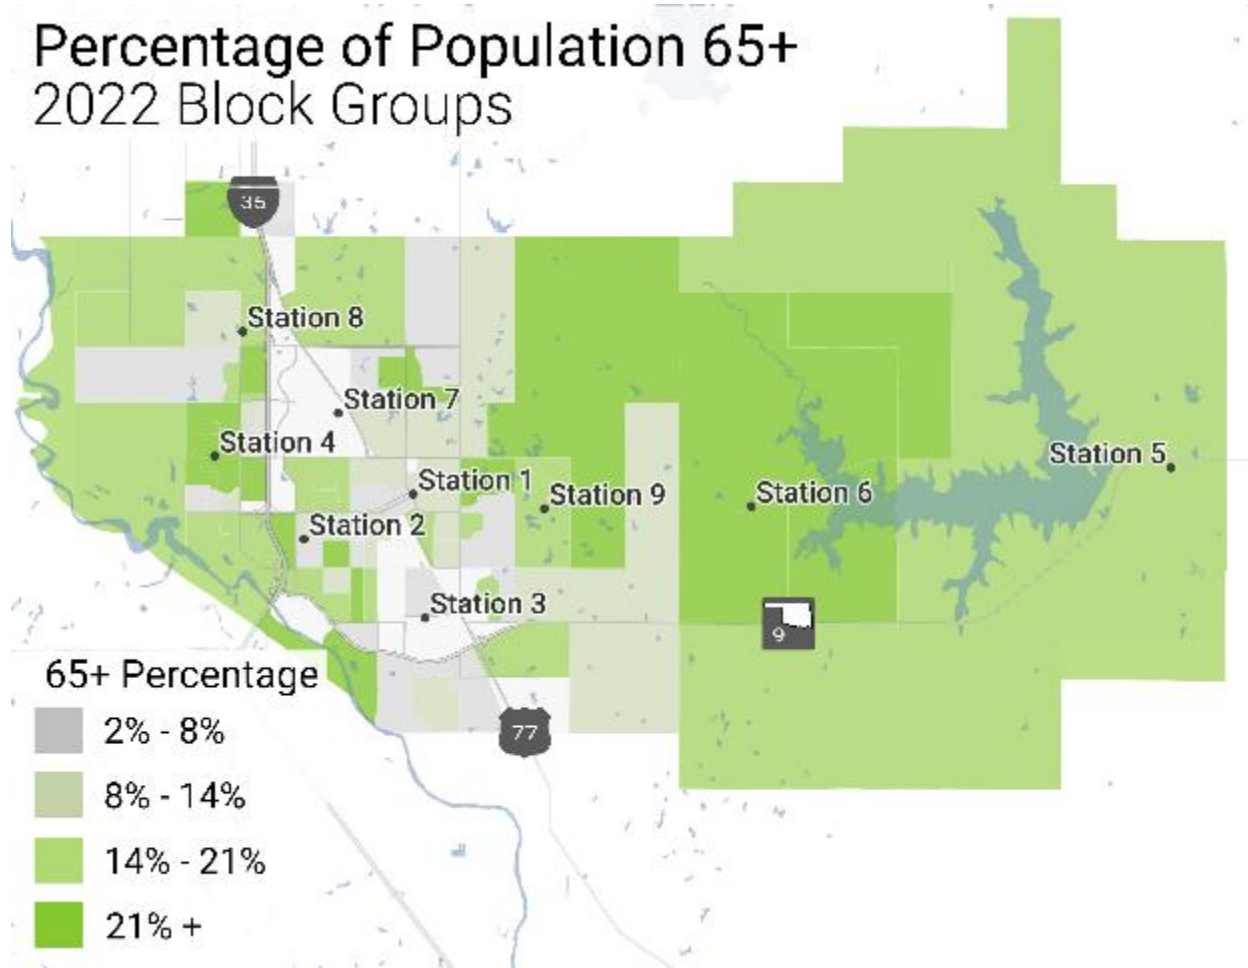 Percentage of Population 65+
2022 Block Groups
35
Station 8
Station 7
Station 4
Station 5
Station 1
Station 9
Station 6
Station 2
Station 3
9
65+ Percentage
77
2% - 8%
8% - 14%
14% - 21%
21% +